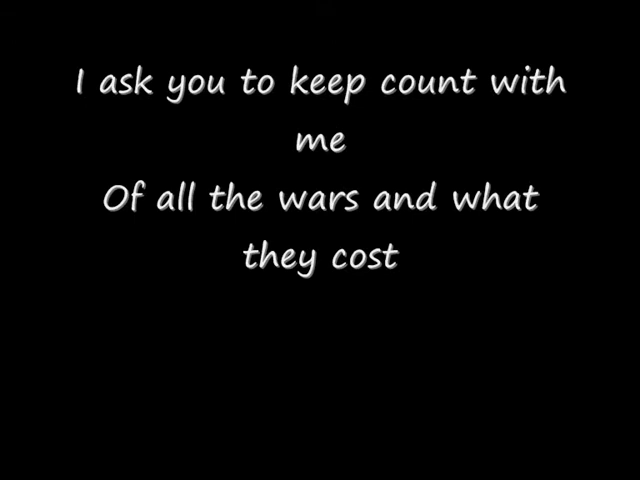 I ask you to keep count with
me
Of all the wars and what
they cost